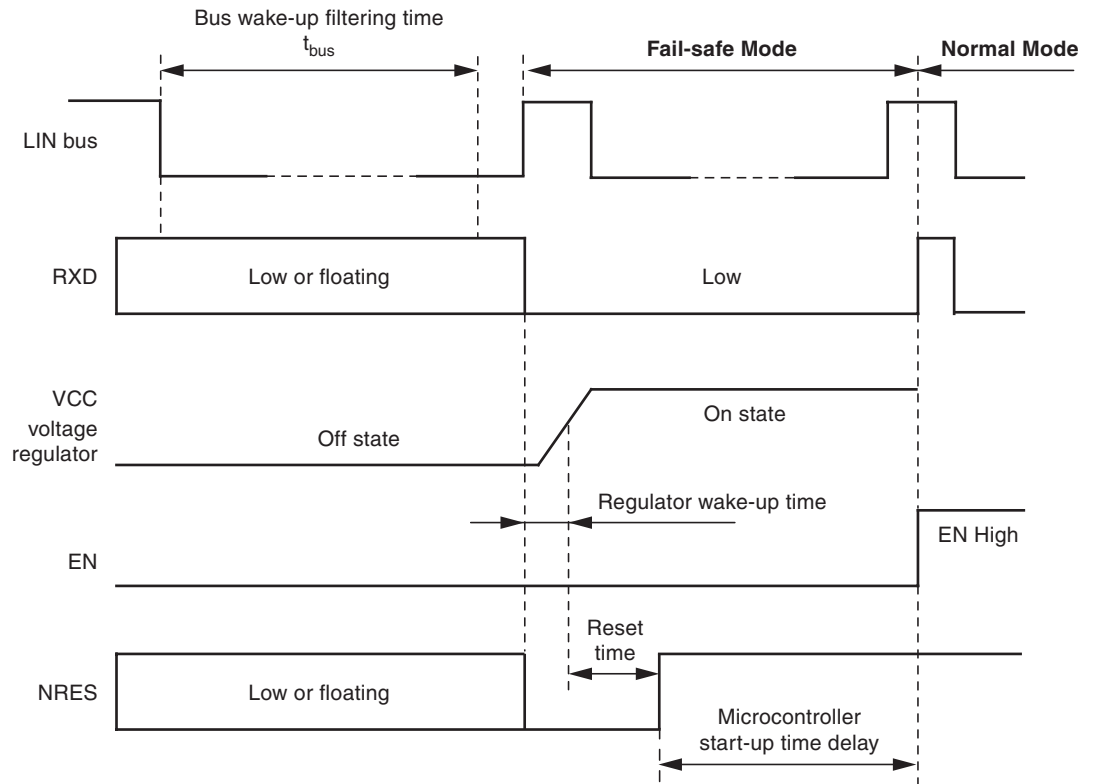 Bus wake-up filtering time
tbus
Fail-safe Mode
Normal Mode
LIN bus
RXD
Low or floating
Low
VCC
voltage
regulator
Off state
On state
Regulator wake-up time
EN High
EN
Reset
time
NRES
Low or floating
Microcontroller
start-up time delay